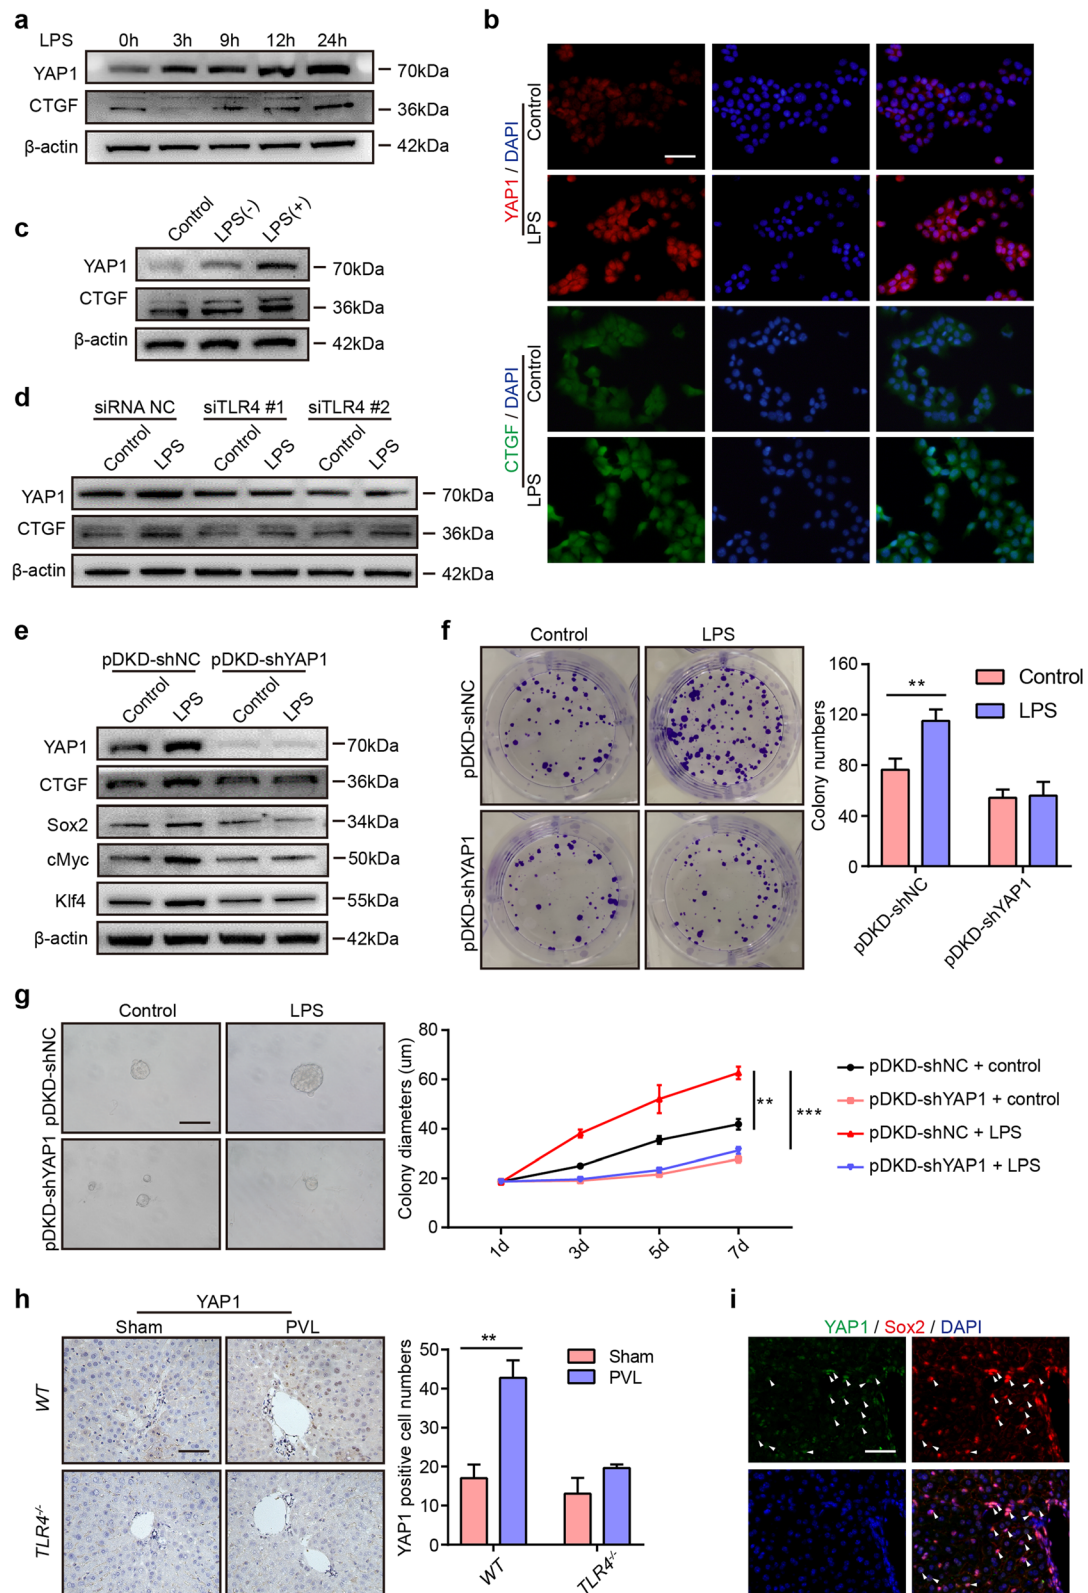 a
LPS 0h 3h 9h 12h 24h
YAP1 70kDa
CTGF 36kDa
β-actin 42kDa
b
YAP1 / DAPI
Control
LPS
CTGF / DAPI
Control
LPS
c
Control LPS(-) LPS(+)
YAP1 70kDa
CTGF 36kDa
β-actin 42kDa
d
siRNA NC siTLR4 #1 siTLR4 #2
Control LPS Control LPS Control LPS
YAP1 70kDa
CTGF 36kDa
β-actin 42kDa
e
pDKD-shNC pDKD-shYAP1
Control LPS Control LPS
YAP1 70kDa
CTGF 36kDa
Sox2 34kDa
cMyc 50kDa
Klf4 55kDa
β-actin 42kDa
f
Control LPS
pDKD-shNC
pDKD-shYAP1
Colony numbers
160
120
80
40
0
**
Control
LPS
pDKD-shNC pDKD-shYAP1
g
Control LPS
pDKD-shNC
pDKD-shYAP1
Colony diameters (um)
80
60
40
20
0
1d 3d 5d 7d
** ***
pDKD-shNC + control
pDKD-shYAP1 + control
pDKD-shNC + LPS
pDKD-shYAP1 + LPS
h
YAP1
Sham PVL
WT
TLR4-/-
YAP1 positive cell numbers
50
40
30
20
10
0
**
Sham
PVL
WT TLR4-/-
i
YAP1 / Sox2 / DAPI